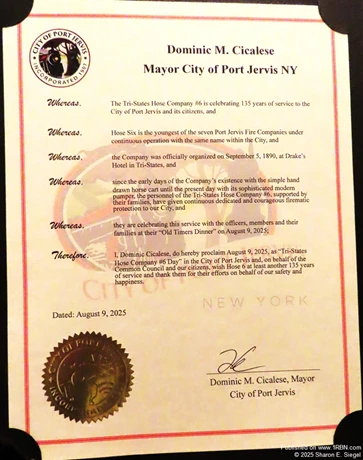 CITY OF PORT JERVIS
INCORPORATED 1907
Dominic M. Cicalese
Mayor City of Port Jervis NY
Whereas, The Tri-States Hose Company #6 is celebrating 135 years of service to the
City of Port Jervis and its citizens, and
Whereas, Hose Six is the youngest of the seven Port Jervis Fire Companies under
continuous operation with the same name within the City, and
Whereas, the Company was officially organized on September 5, 1890, at Drake's
Hotel in Tri-States, and
Whereas, since the early days of the Company's existence with the simple hand
drawn horse cart until the present day with its sophisticated modern
pumper, the personnel of the Tri-States Hose Company #6, supported by
their families, have given continuous dedicated and courageous firematic
protection to our City, and
Whereas, they are celebrating this service with the officers, members and their
families at their "Old Timers Dinner" on August 9, 2025;
Therefore, I, Dominic Cicalese, do hereby proclaim August 9, 2025, as "Tri-States
Hose Company #6 Day" in the City of Port Jervis and, on behalf of the
Common Council and our citizens, wish Hose 6 at least another 135 years
of service and thank them for their efforts on behalf of our safety and
happiness.
CITY OF
NEW YORK
Dated: August 9, 2025
Dominic M. Cicalese, Mayor
City of Port Jervis
Published on www.1RBN.com
© 2025 Sharon E. Siegel